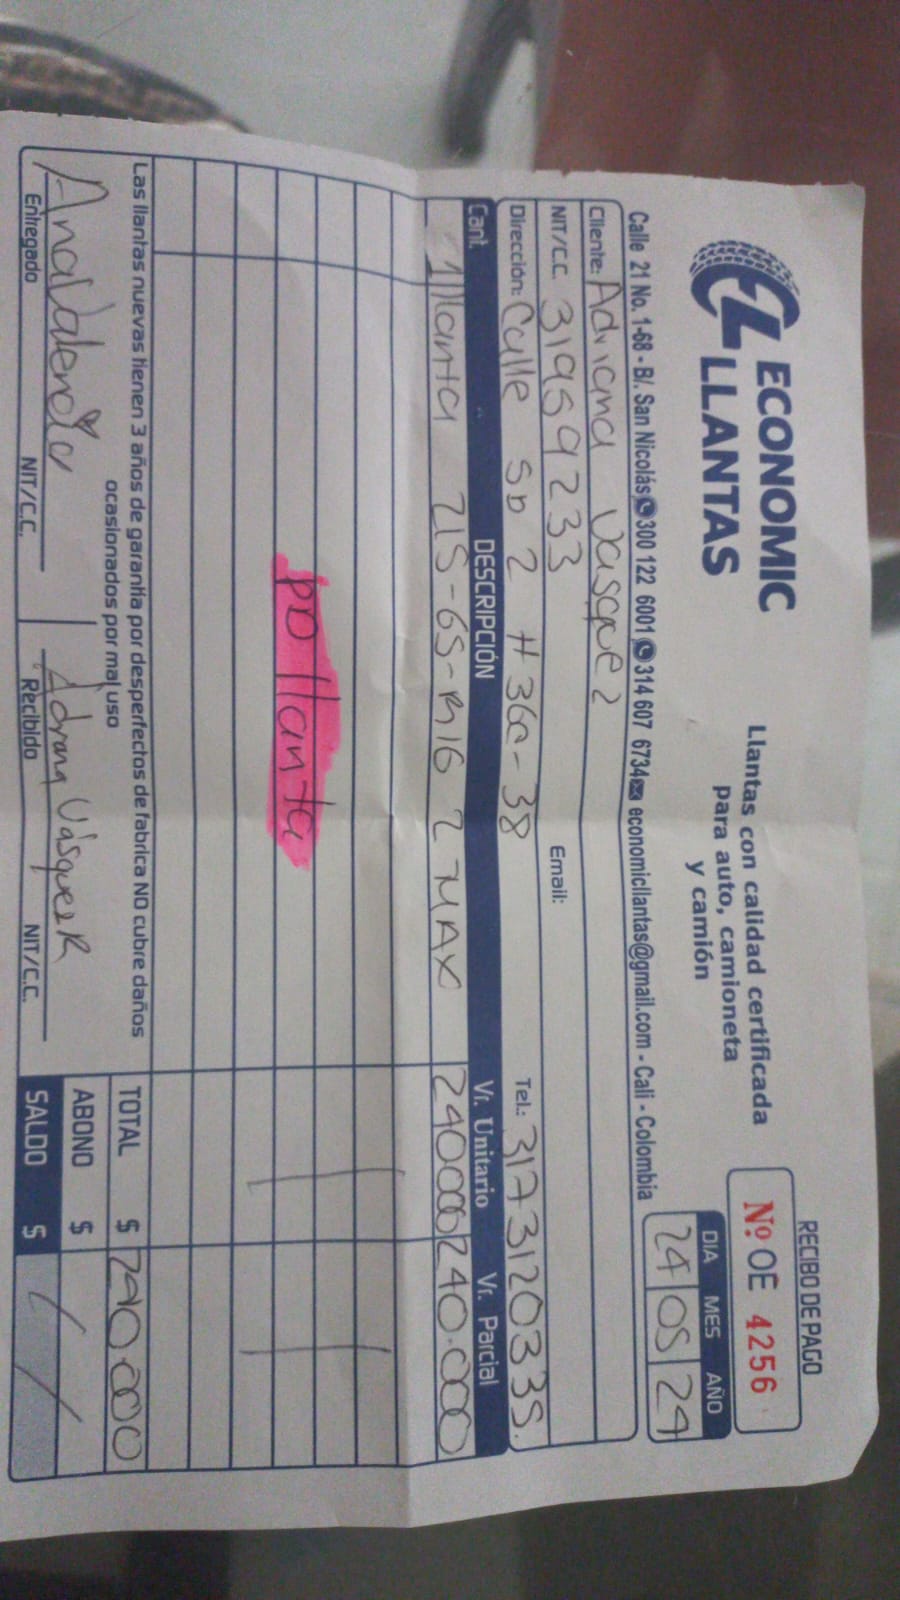 ECONOMIC
LLANTAS
Llantas con calidad certificada
para auto, camioneta
y camión
RECIBO DE PAGO
Nº OE 4256
DIA MES AÑO
24 05 24
Calle 21 No. 1-68 - B/. San Nicolás 300 122 6001 314 607 6734 economicllantas@gmail.com - Cali - Colombia
Cliente: Adriana Vasquez
NIT/C.C. 31959233 Email:
Dirección: Calle 5D 2 # 36a-38 Tel.: 3173120335.
Cant. DESCRIPCIÓN Vr. Unitario Vr. Parcial
1 llanta 215-65-R16 ZMAX 240000 240.000
PD llanta
Las llantas nuevas tienen 3 años de garantía por desperfectos de fabrica NO cubre daños
ocasionados por mal uso
TOTAL $ 240.000
ABONO $
SALDO $
Ana Valencia Adriana Vásquez R
Entregado NIT/C.C. Recibido NIT/C.C.